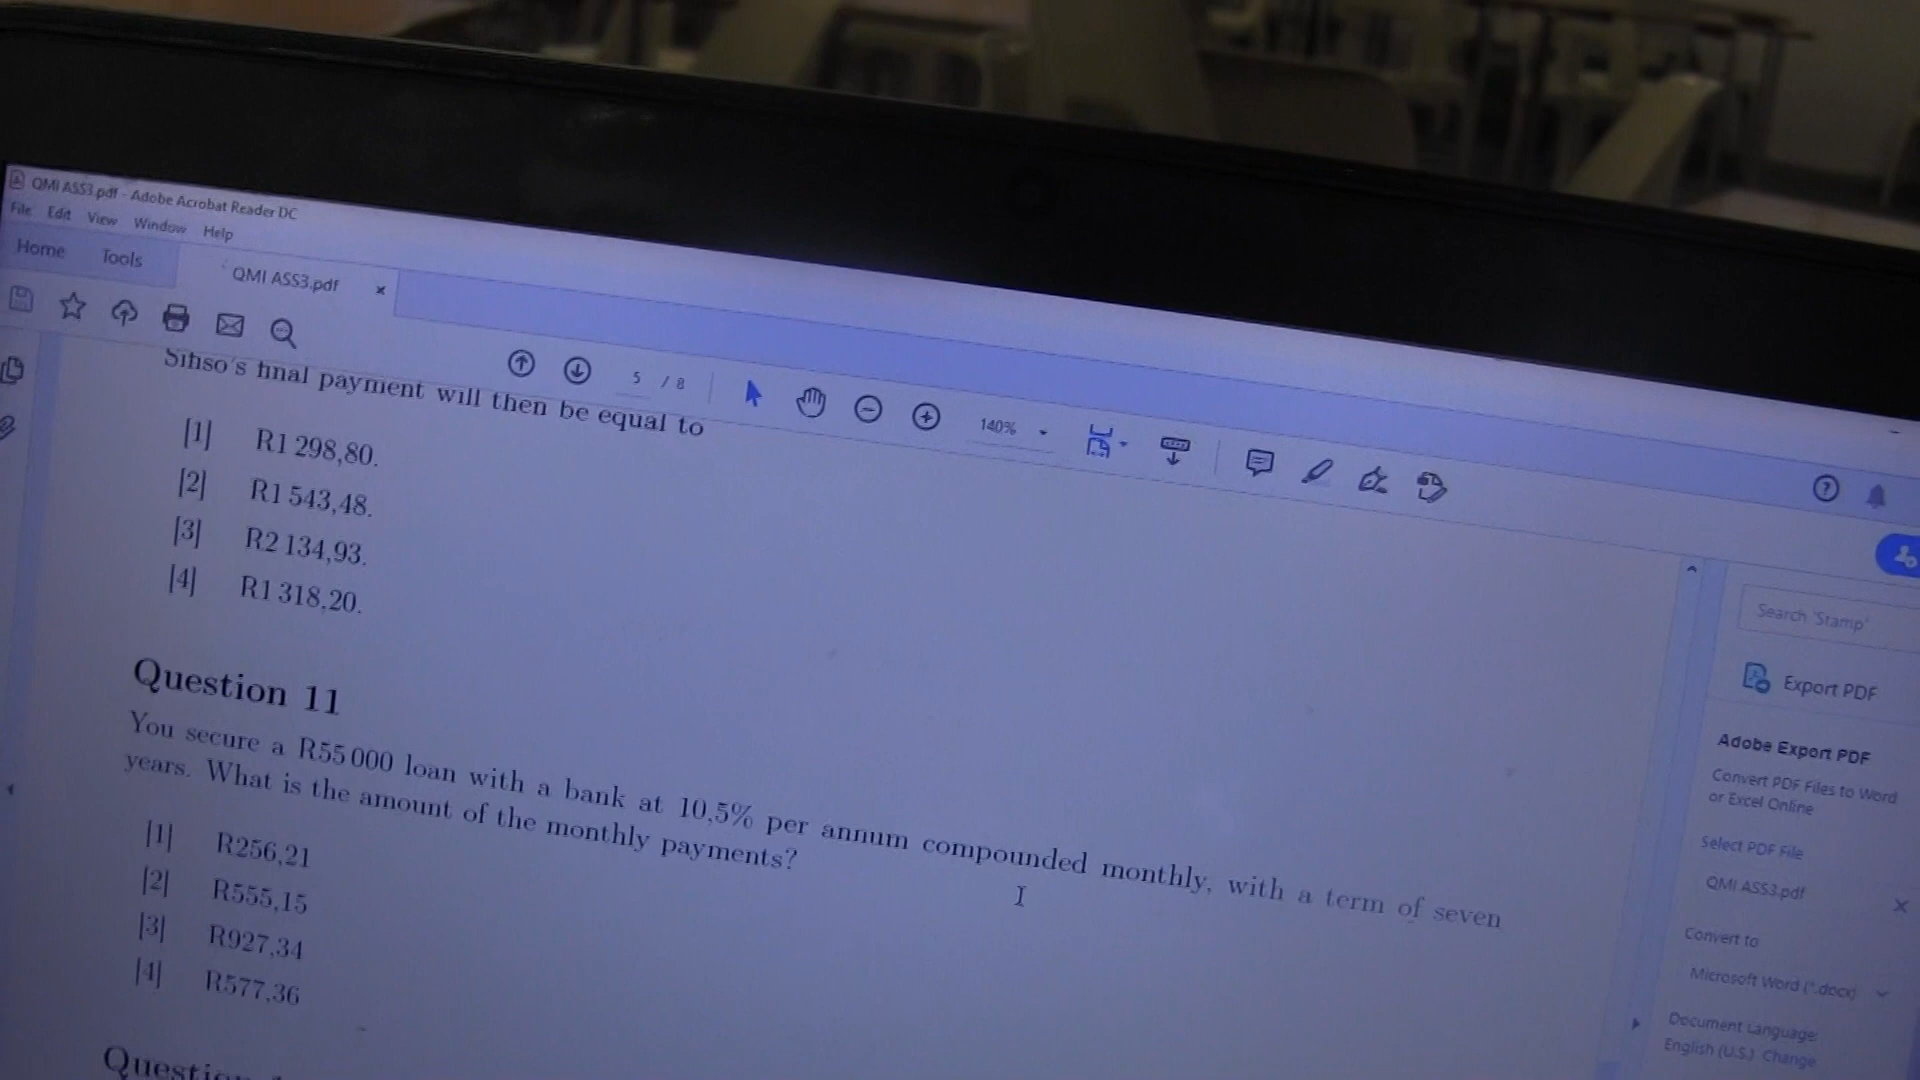 QMI ASS3.pdf - Adobe Acrobat Reader DC
File Edit View Window Help
Home Tools QMI ASS3.pdf
5 / 8 140%
Sihso's final payment will then be equal to
[1] R1 298,80.
[2] R1 543,48.
[3] R2 134,93.
[4] R1 318,20.
Question 11
You secure a R55 000 loan with a bank at 10,5% per annum compounded monthly, with a term of seven
years. What is the amount of the monthly payments?
[1] R256,21
[2] R555,15
[3] R927,34
[4] R577,36
Question
Search 'Stamp'
Export PDF
Adobe Export PDF
Convert PDF Files to Word
or Excel Online
Select PDF File
QMI ASS3.pdf
Convert to
Microsoft Word (*.docx)
Document Language:
English (U.S.) Change